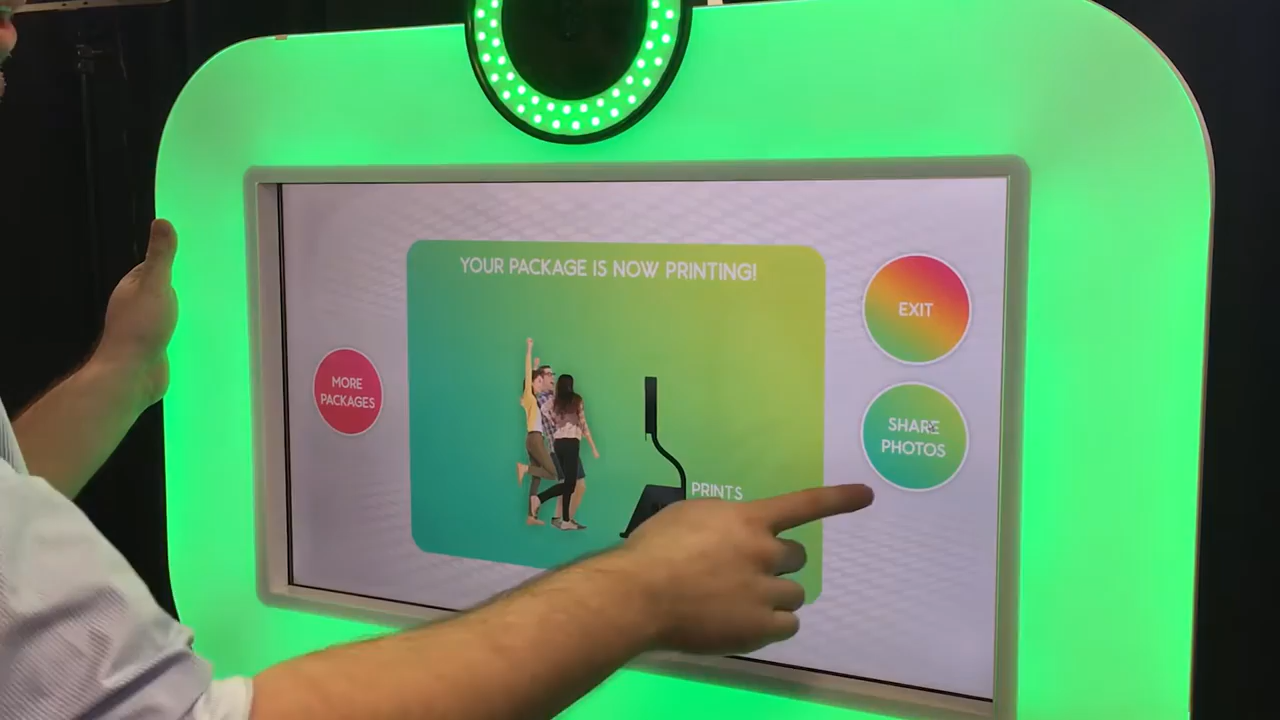 YOUR PACKAGE IS NOW PRINTING!
EXIT
MORE
PACKAGES
SHARE
PHOTOS
PRINTS